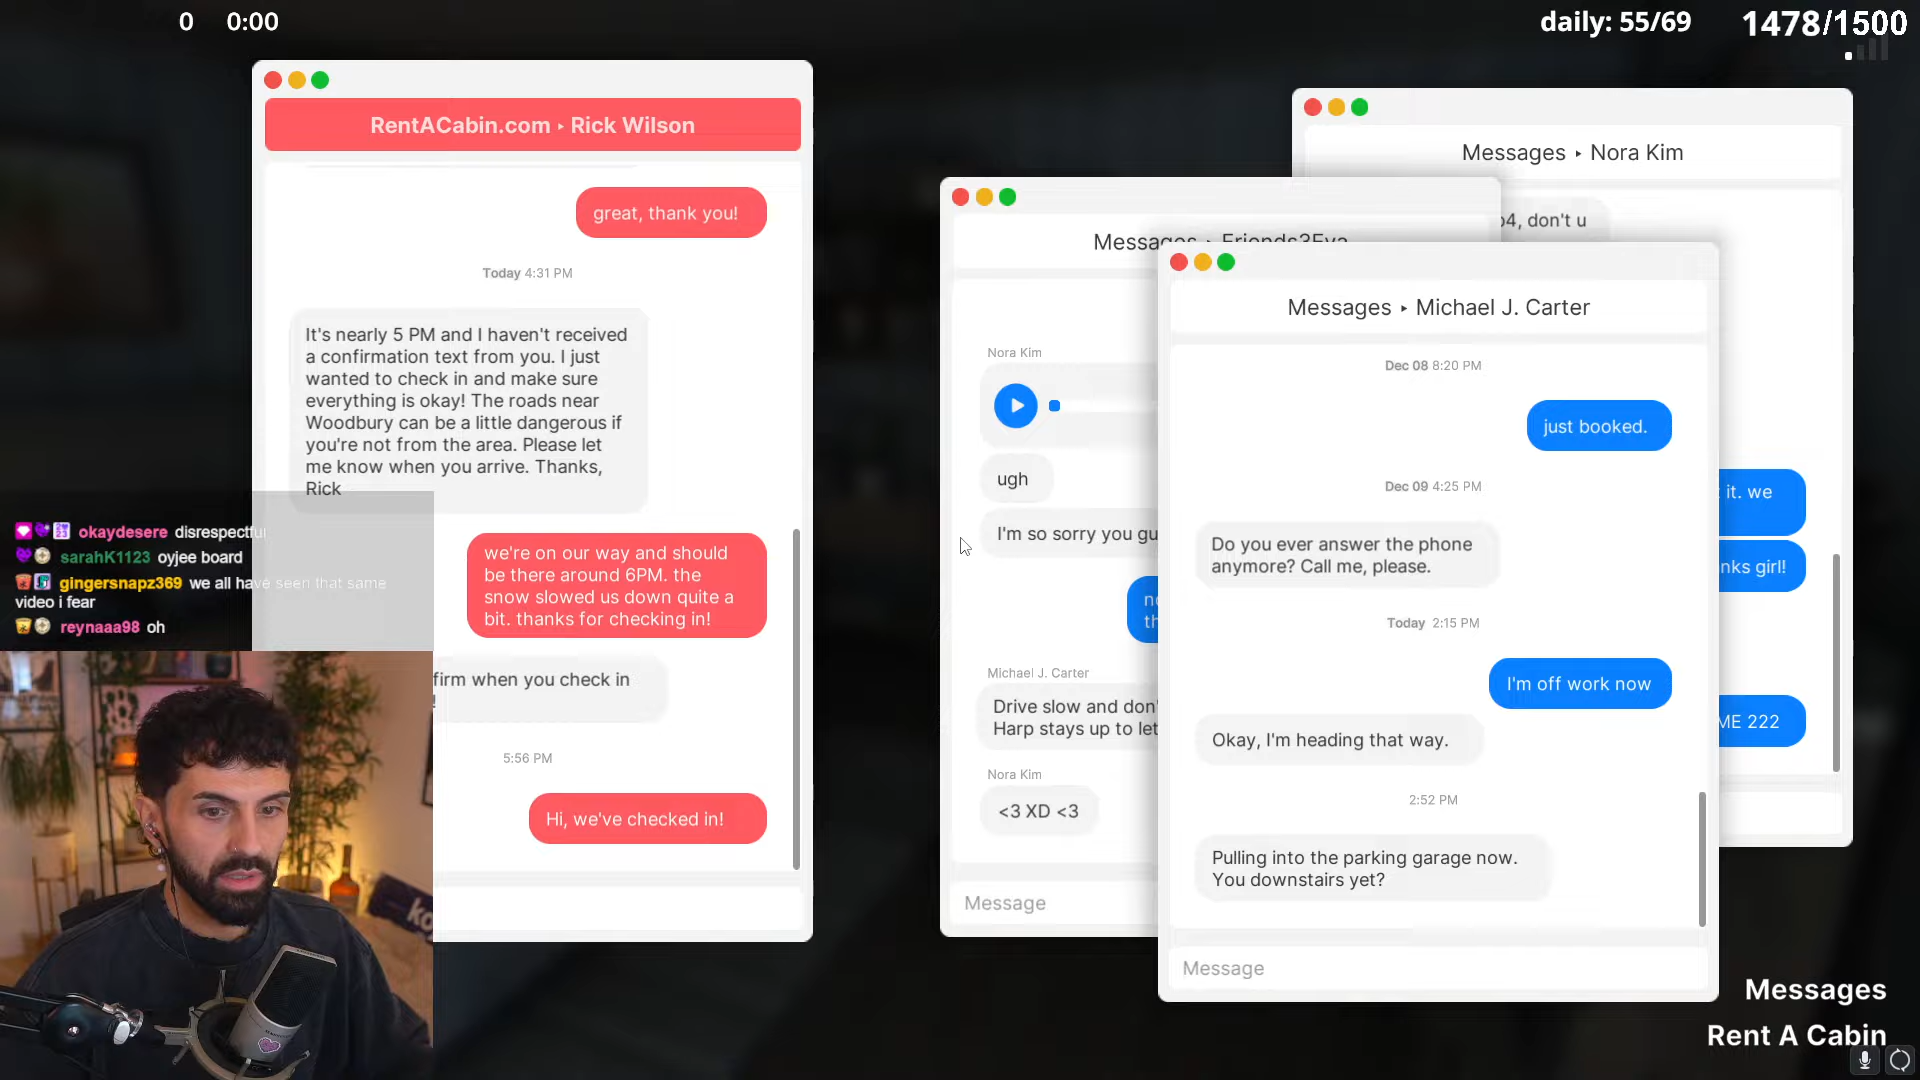 0 0:00
daily: 55/69 1478/1500
RentACabin.com ▸ Rick Wilson
great, thank you!
Today 4:31 PM
It's nearly 5 PM and I haven't received
a confirmation text from you. I just
wanted to check in and make sure
everything is okay! The roads near
Woodbury can be a little dangerous if
you're not from the area. Please let
me know when you arrive. Thanks,
Rick
we're on our way and should
be there around 6PM. the
snow slowed us down quite a
bit. thanks for checking in!
firm when you check in
!
5:56 PM
Hi, we've checked in!
okaydesere disrespectful
sarahK1123 oyjee board
gingersnapz369 we all have seen that same
video i fear
reynaaa98 oh
Messages ▸ Friends3Eva
Nora Kim
ugh
I'm so sorry you gu
Michael J. Carter
Drive slow and don'
Harp stays up to let
Nora Kim
<3 XD <3
Message
Messages ▸ Nora Kim
04, don't u
it. we
nks girl!
ME 222
Messages ▸ Michael J. Carter
Dec 08 8:20 PM
just booked.
Dec 09 4:25 PM
Do you ever answer the phone
anymore? Call me, please.
Today 2:15 PM
I'm off work now
Okay, I'm heading that way.
2:52 PM
Pulling into the parking garage now.
You downstairs yet?
Message
Messages
Rent A Cabin